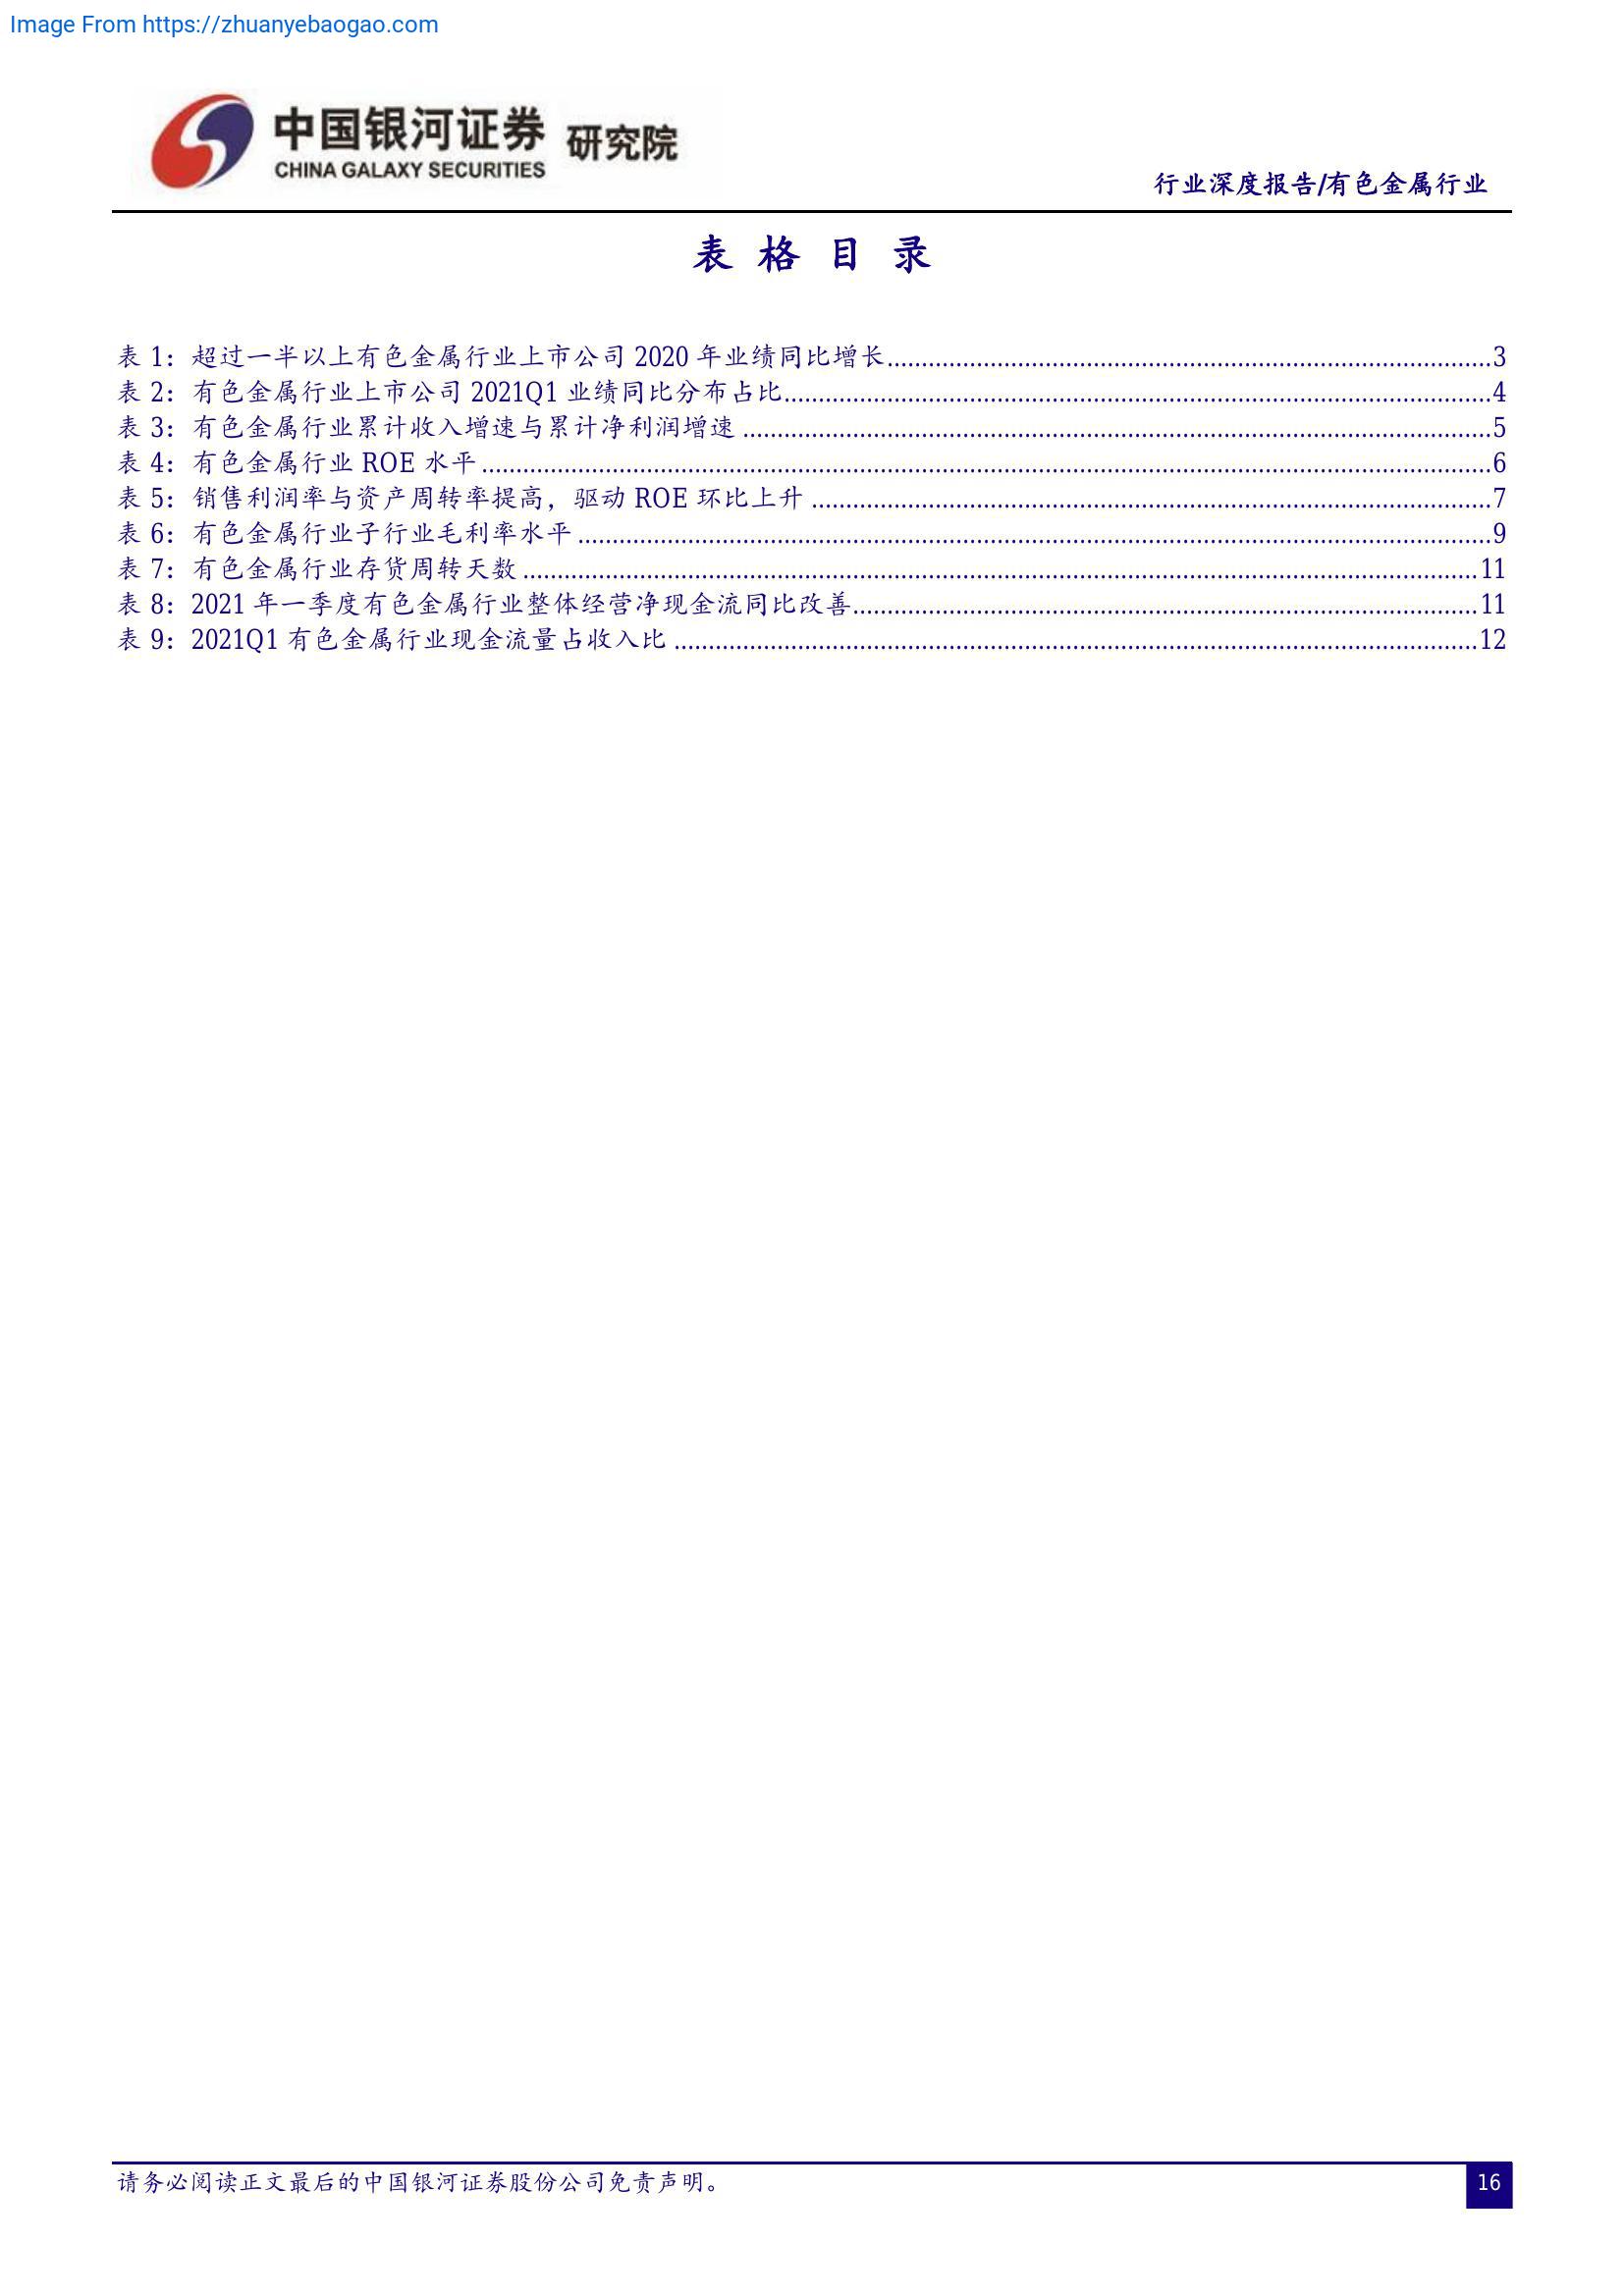 Image From https://zhuanyebaogao.com
中国银河证券 研究院
CHINA GALAXY SECURITIES
行业深度报告/有色金属行业
表 格 目 录
表 1：超过一半以上有色金属行业上市公司 2020 年业绩同比增长..........3
表 2：有色金属行业上市公司 2021Q1 业绩同比分布占比..........4
表 3：有色金属行业累计收入增速与累计净利润增速 ..........5
表 4：有色金属行业 ROE 水平 ..........6
表 5：销售利润率与资产周转率提高，驱动 ROE 环比上升 ..........7
表 6：有色金属行业子行业毛利率水平 ..........9
表 7：有色金属行业存货周转天数 ..........11
表 8：2021 年一季度有色金属行业整体经营净现金流同比改善..........11
表 9：2021Q1 有色金属行业现金流量占收入比 ..........12
请务必阅读正文最后的中国银河证券股份公司免责声明。
16